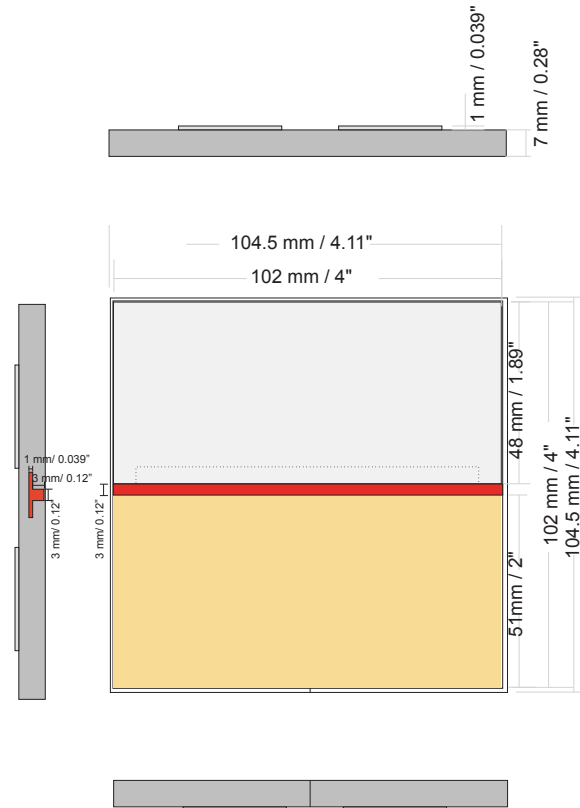 1 mm / 0.039"
7 mm / 0.28"
104.5 mm / 4.11"
102 mm / 4"
48 mm / 1.89"
102 mm / 4"
104.5 mm / 4.11"
1 mm/ 0.039"
3 mm/ 0.12"
3 mm/ 0.12"
3 mm/ 0.12"
51mm / 2"